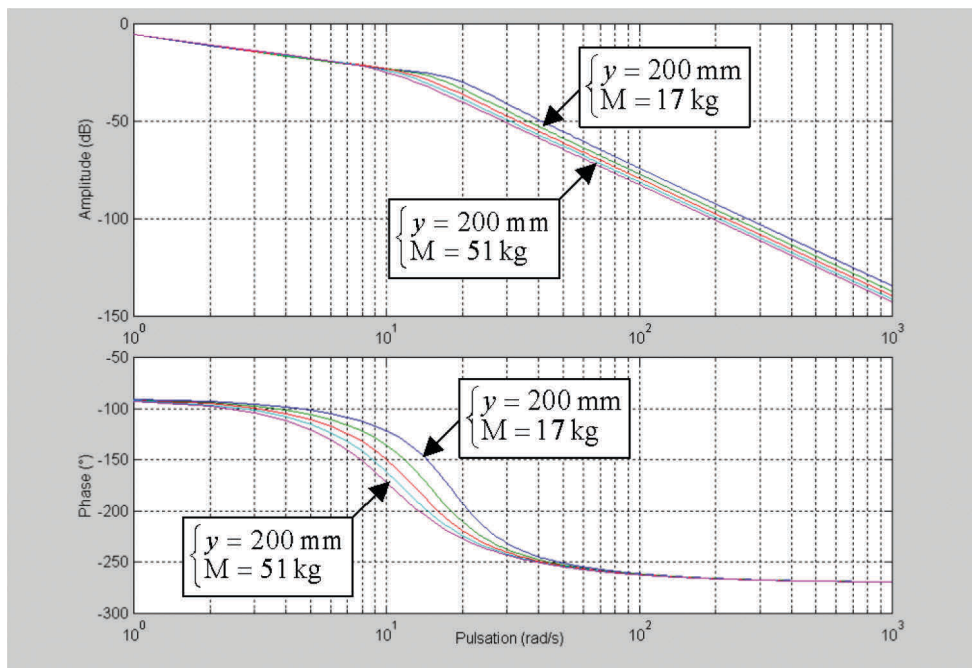 0
-50
-100
-150
Amplitude (dB)
10^0
10^1
10^2
10^3
y = 200 mm
M = 17 kg
y = 200 mm
M = 51 kg
-50
-100
-150
-200
-250
-300
Phase (°)
10^0
10^1
10^2
10^3
Pulsation (rad/s)
y = 200 mm
M = 17 kg
y = 200 mm
M = 51 kg